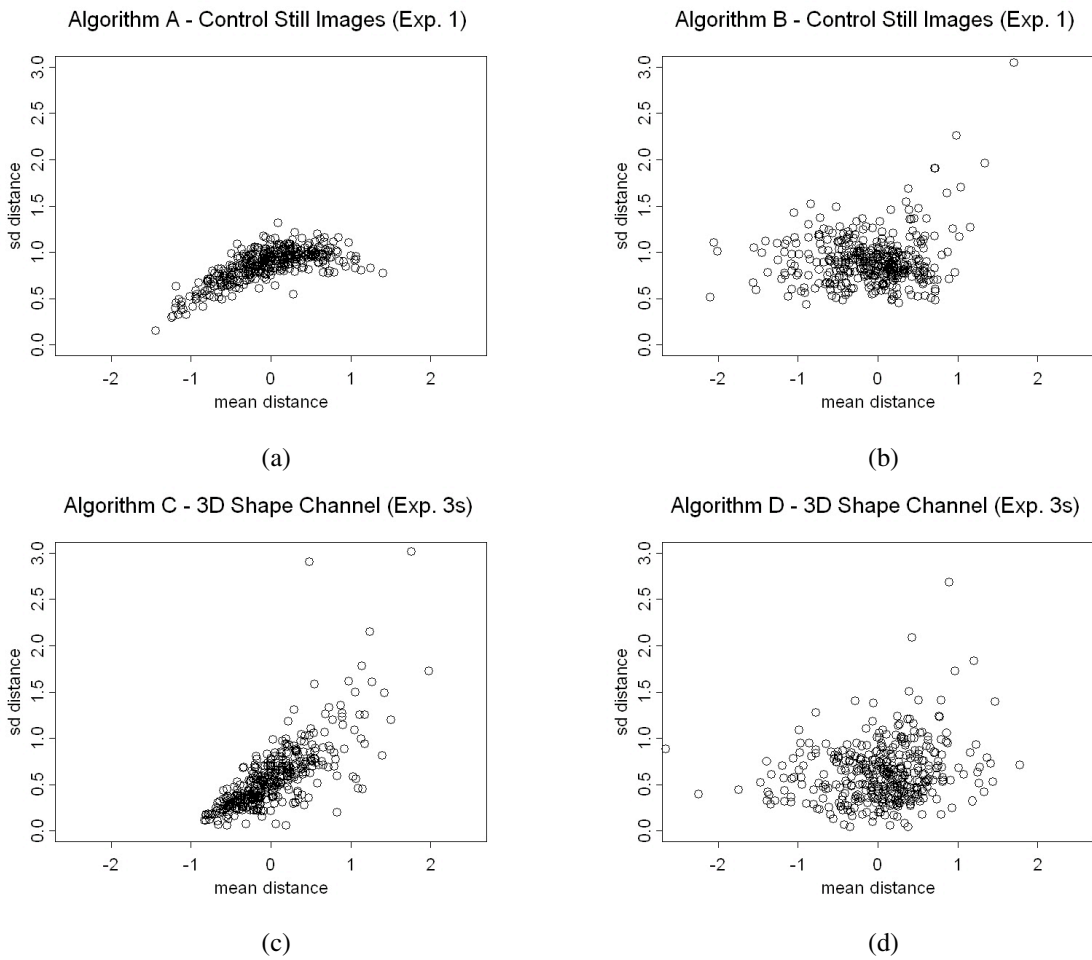 Algorithm A - Control Still Images (Exp. 1)
Algorithm B - Control Still Images (Exp. 1)
sd distance
0.0 0.5 1.0 1.5 2.0 2.5 3.0
-2 -1 0 1 2
mean distance
(a)
sd distance
0.0 0.5 1.0 1.5 2.0 2.5 3.0
-2 -1 0 1 2
mean distance
(b)
Algorithm C - 3D Shape Channel (Exp. 3s)
Algorithm D - 3D Shape Channel (Exp. 3s)
sd distance
0.0 0.5 1.0 1.5 2.0 2.5 3.0
-2 -1 0 1 2
mean distance
(c)
sd distance
0.0 0.5 1.0 1.5 2.0 2.5 3.0
-2 -1 0 1 2
mean distance
(d)